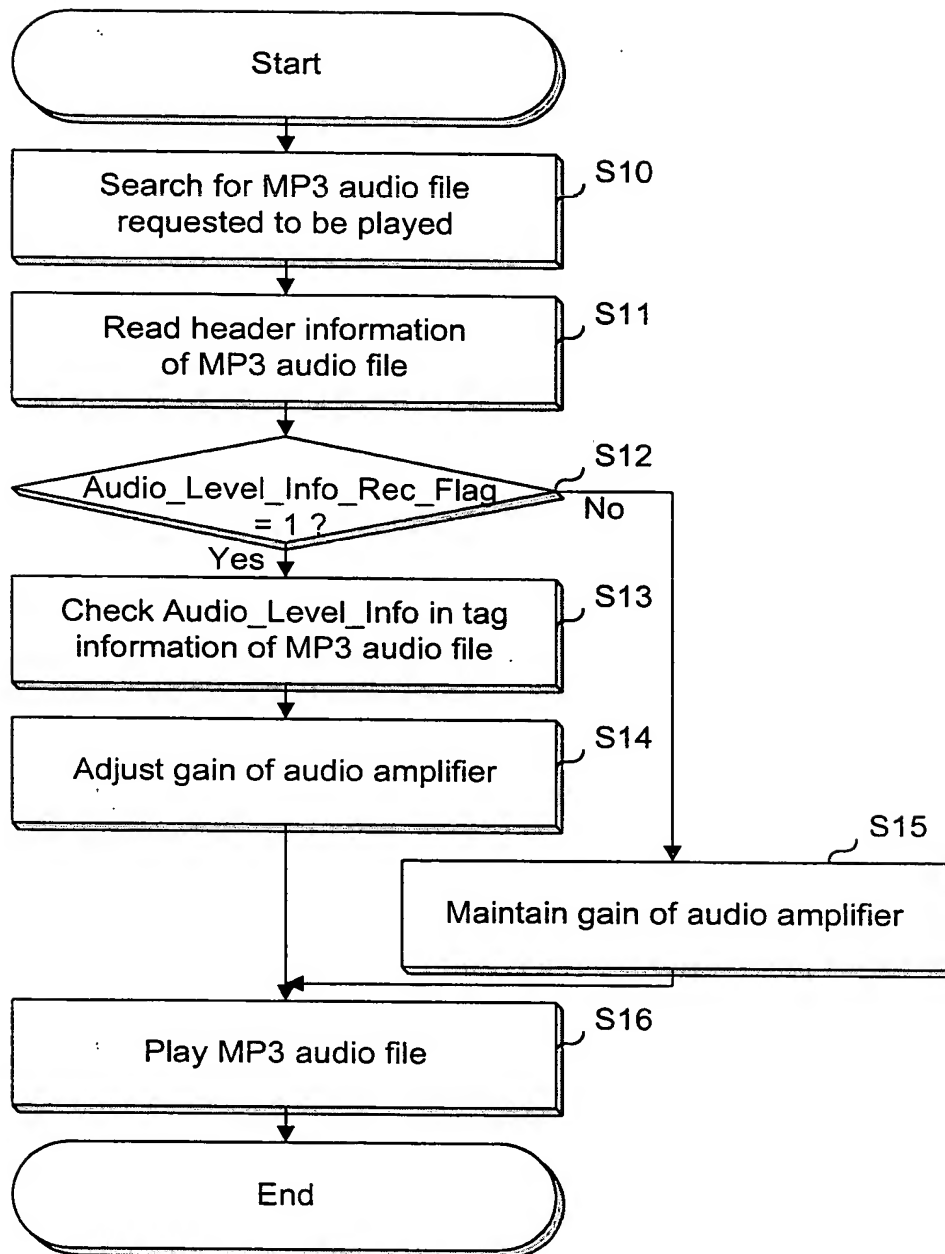 Start
Search for MP3 audio file
requested to be played
S10
Read header information
of MP3 audio file
S11
Audio_Level_Info_Rec_Flag
= 1 ?
S12
No
Yes
Check Audio_Level_Info in tag
information of MP3 audio file
S13
Adjust gain of audio amplifier
S14
S15
Maintain gain of audio amplifier
Play MP3 audio file
S16
End